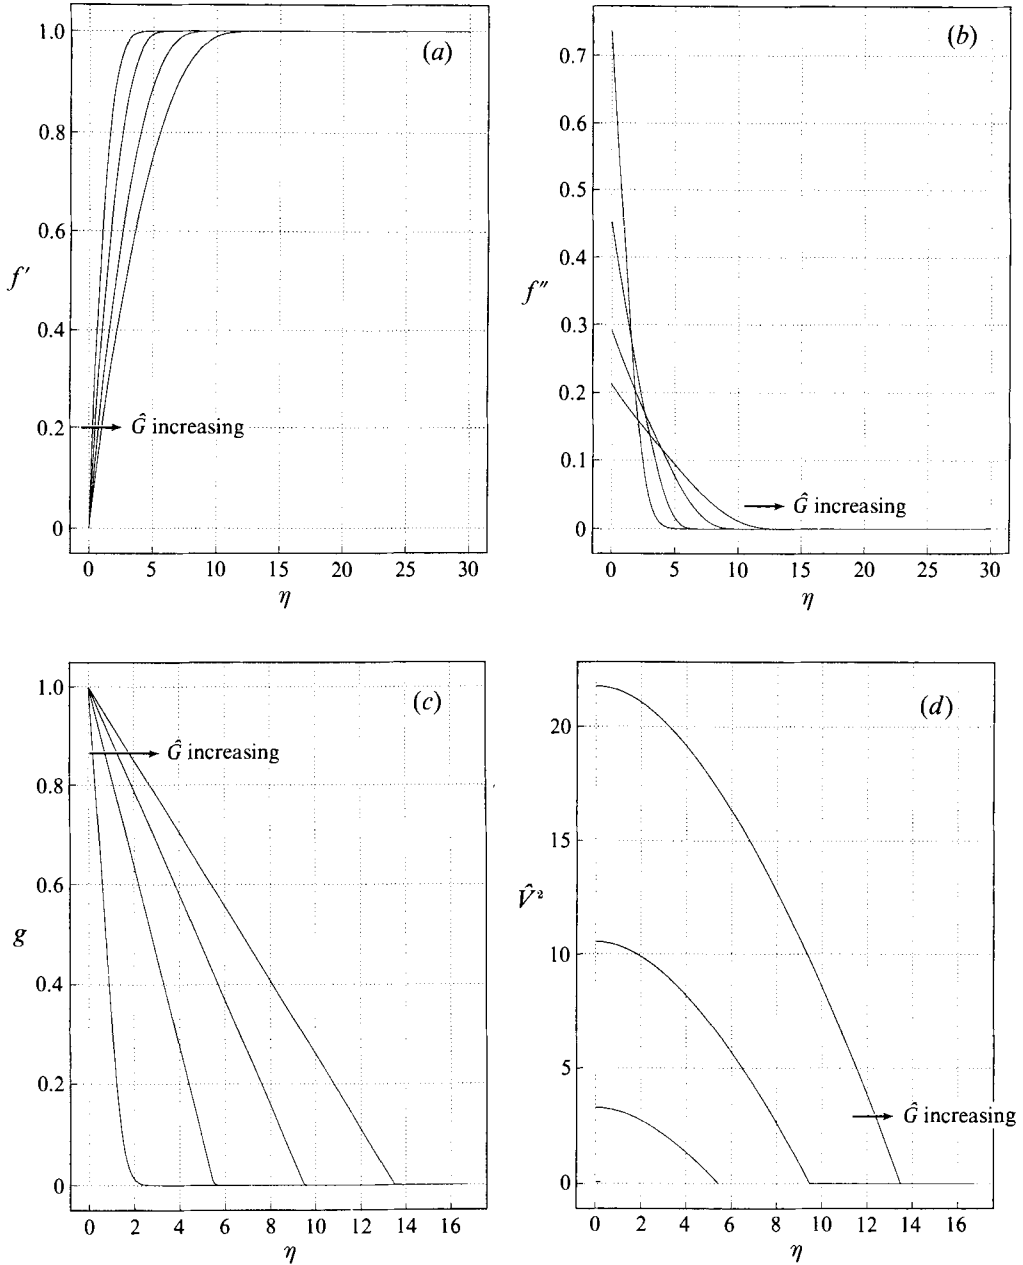 (a)
1.0
0.8
0.6
f′
0.4
Ĝ increasing
0.2
0
0 5 10 15 20 25 30
η
(b)
0.7
0.6
0.5
0.4
f″
0.3
0.2
0.1
Ĝ increasing
0
0 5 10 15 20 25 30
η
(c)
1.0
Ĝ increasing
0.8
0.6
g
0.4
0.2
0
0 2 4 6 8 10 12 14 16
η
(d)
20
15
V̂²
10
5
Ĝ increasing
0
0 2 4 6 8 10 12 14 16
η